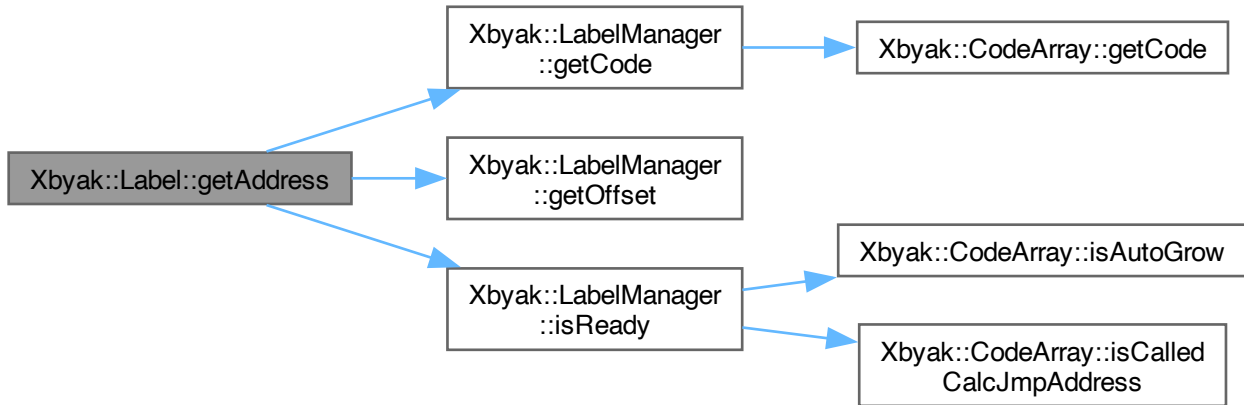 Xbyak::LabelManager
::getCode
Xbyak::CodeArray::getCode
Xbyak::Label::getAddress
Xbyak::LabelManager
::getOffset
Xbyak::CodeArray::isAutoGrow
Xbyak::LabelManager
::isReady
Xbyak::CodeArray::isCalled
CalcJmpAddress